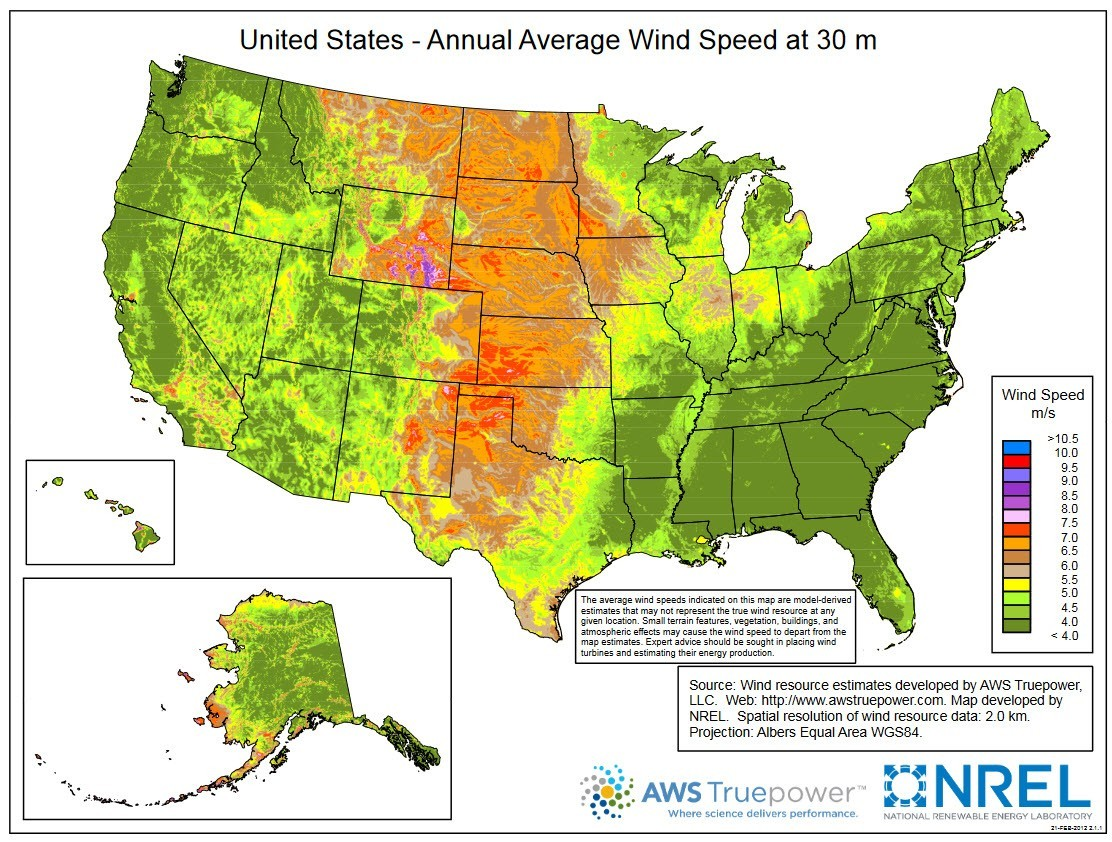 United States - Annual Average Wind Speed at 30 m
Wind Speed
m/s
>10.5
10.0
9.5
9.0
8.5
8.0
7.5
7.0
6.5
6.0
5.5
5.0
4.5
4.0
< 4.0
The average wind speeds indicated on this map are model-derived
estimates that may not represent the true wind resource at any
given location. Small terrain features, vegetation, buildings, and
atmospheric effects may cause the wind speed to depart from the
map estimates. Expert advice should be sought in placing wind
turbines and estimating their energy production.
Source: Wind resource estimates developed by AWS Truepower,
LLC. Web: http://www.awstruepower.com. Map developed by
NREL. Spatial resolution of wind resource data: 2.0 km.
Projection: Albers Equal Area WGS84.
AWS Truepower™
Where science delivers performance.
NREL
NATIONAL RENEWABLE ENERGY LABORATORY
21-FEB-2012 2.1.1